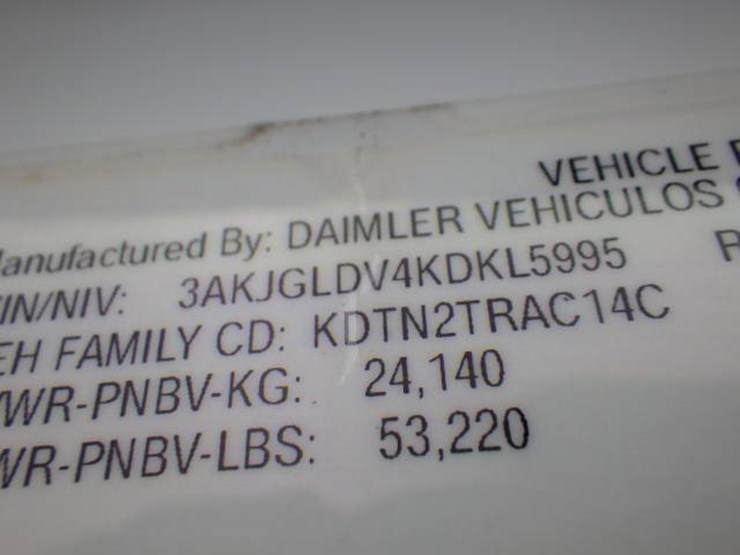 VEHICLE
anufactured By: DAIMLER VEHICULOS
IN/NIV: 3AKJGLDV4KDKL5995 R
EH FAMILY CD: KDTN2TRAC14C
WR-PNBV-KG: 24,140
WR-PNBV-LBS: 53,220